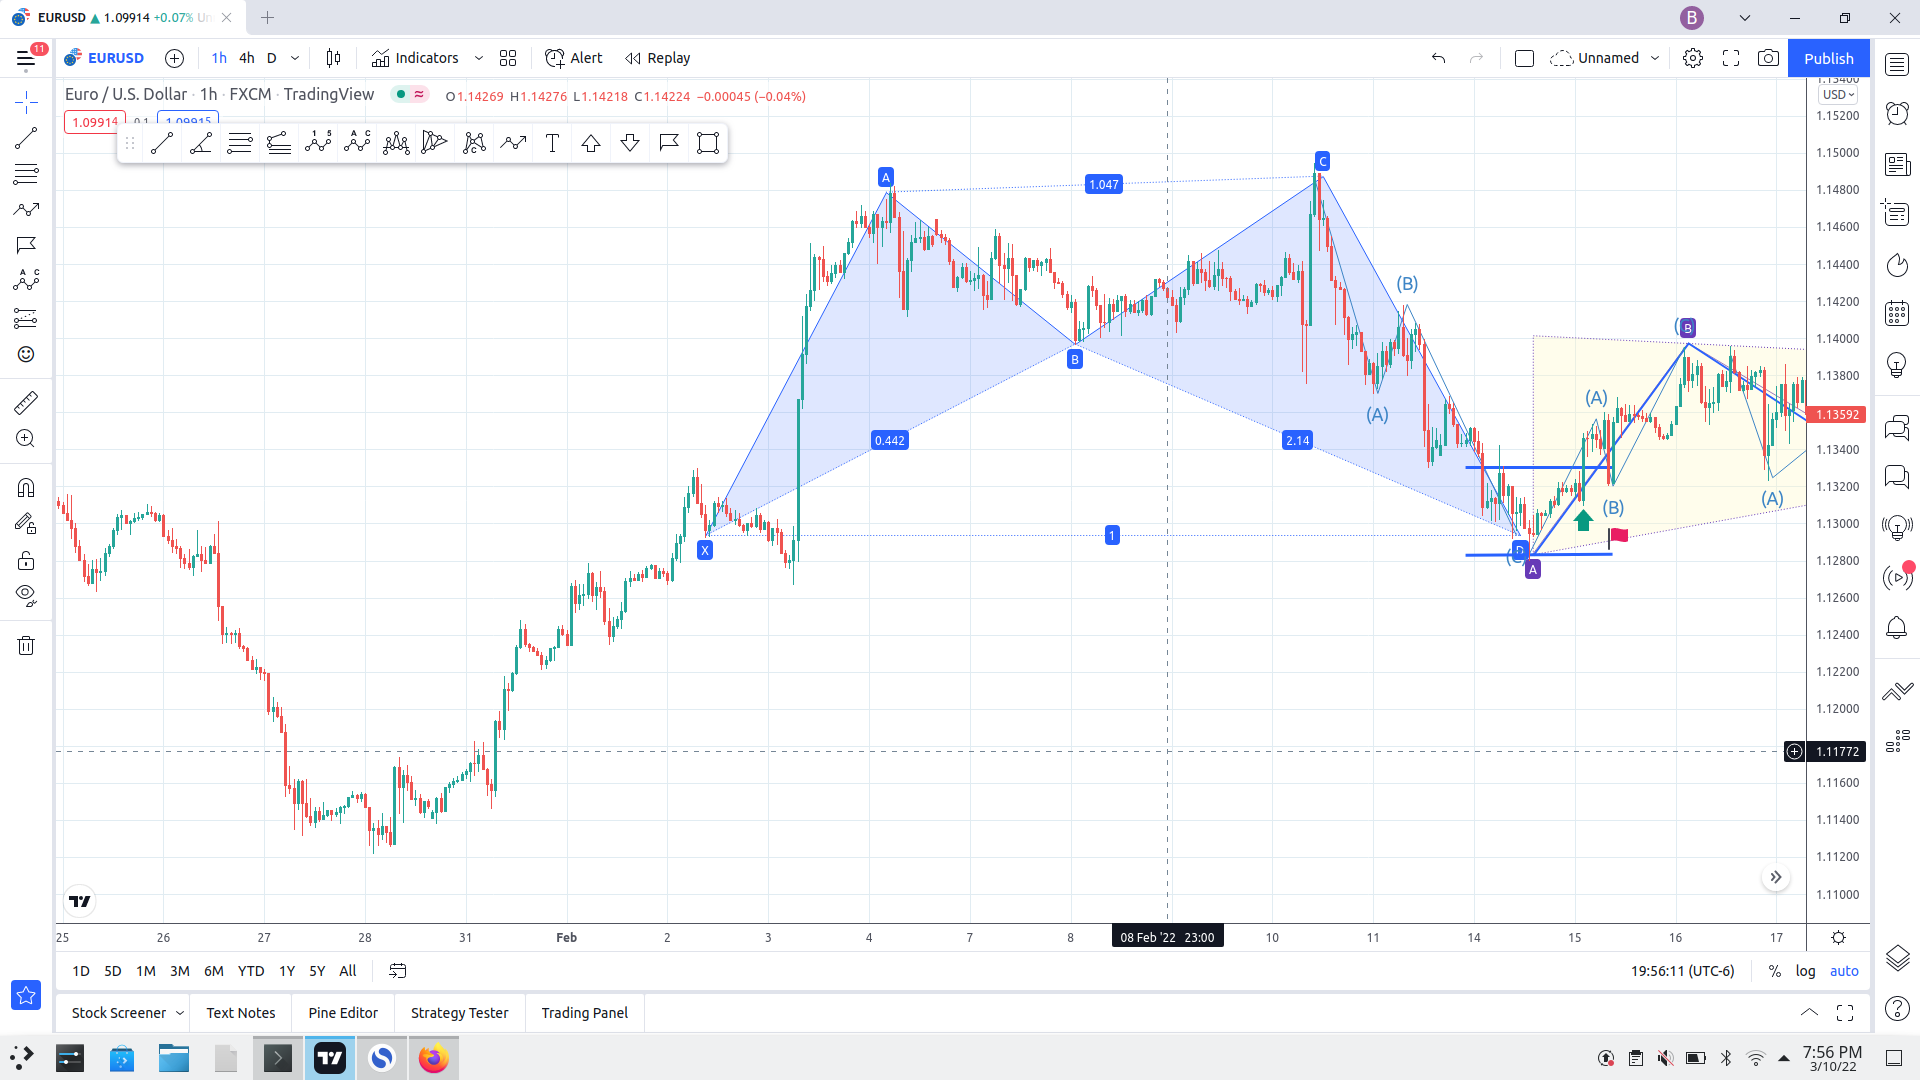 EURUSD ▲ 1.09914 +0.07% Un
B
11
EURUSD 1h 4h D Indicators Alert Replay Unnamed Publish
Euro / U.S. Dollar · 1h · FXCM · TradingView O1.14269 H1.14276 L1.14218 C1.14224 −0.00045 (−0.04%)
USD
1.09914 0.1 1.09915
1.15200
1.15000
1.14800
1.14600
1.14400
1.14200
1.14000
1.13800
1.13592
1.13400
1.13200
1.13000
1.12800
1.12600
1.12400
1.12200
1.12000
1.11772
1.11600
1.11400
1.11200
1.11000
C
A
1.047
(B)
B
B
(A)
(A)
0.442
2.14
(A)
(B)
1
X
D
A
25 26 27 28 31 Feb 2 3 4 7 8 08 Feb '22 23:00 10 11 14 15 16 17
1D 5D 1M 3M 6M YTD 1Y 5Y All 19:56:11 (UTC-6) % log auto
Stock Screener Text Notes Pine Editor Strategy Tester Trading Panel
7:56 PM
3/10/22